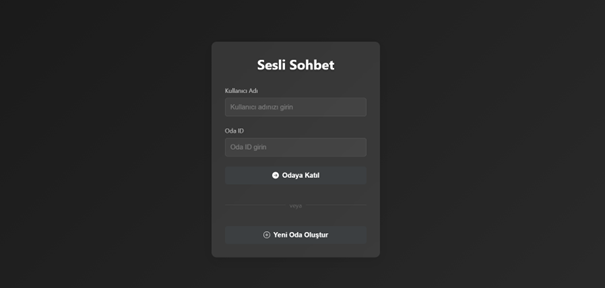 Sesli Sohbet
Kullanıcı Adı
Kullanıcı adınızı girin
Oda ID
Oda ID girin
Odaya Katıl
veya
Yeni Oda Oluştur